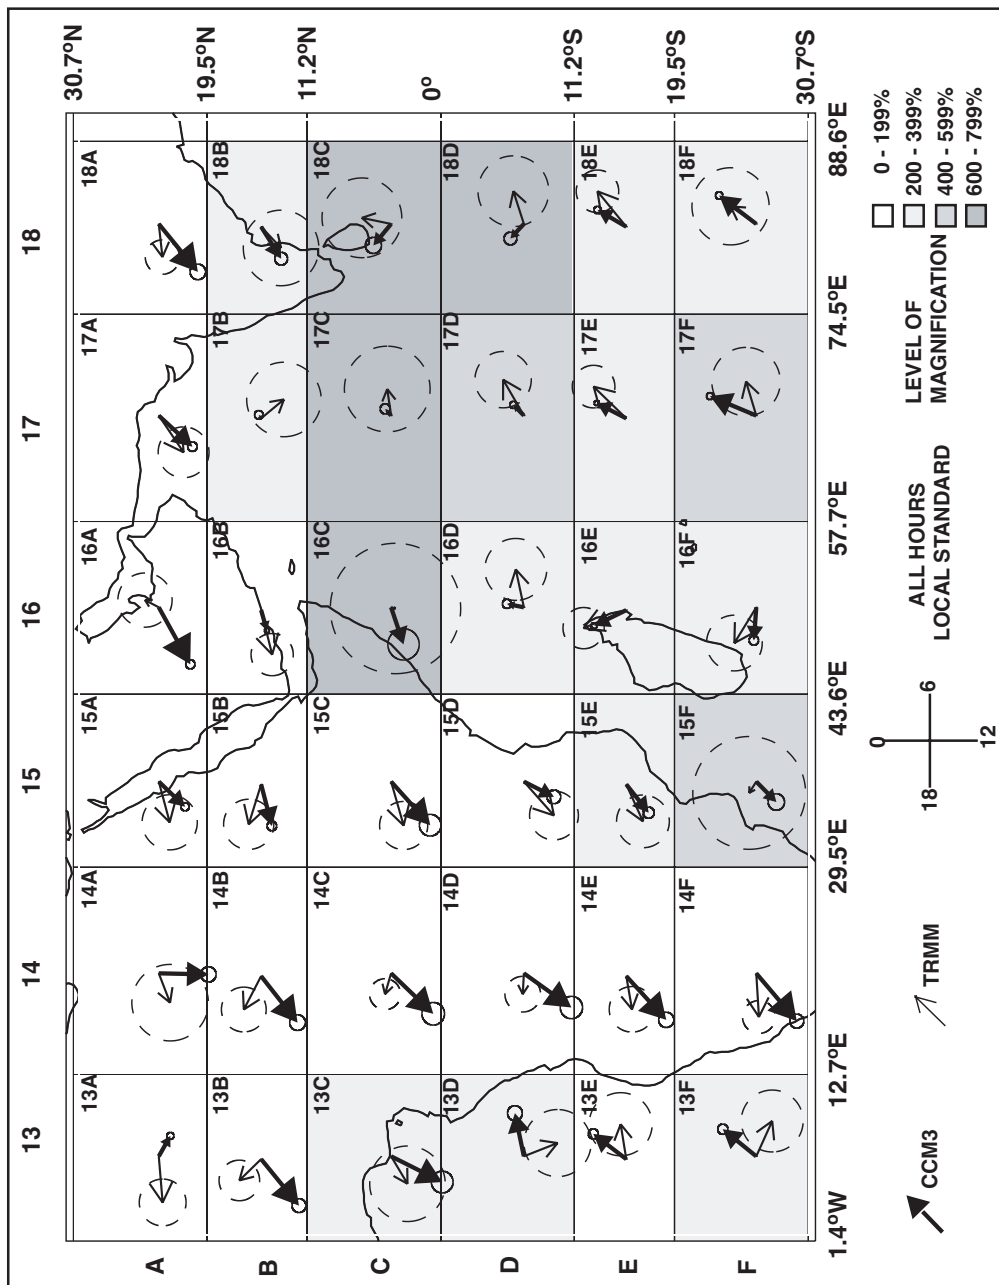 13 14 15 16 17 18
A 13A 14A 15A 16A 17A 18A 30.7ºN
B 13B 14B 15B 16B 17B 18B 19.5ºN
C 13C 14C 15C 16C 17C 18C 11.2ºN
D 13D 14D 15D 16D 17D 18D 0º
E 13E 14E 15E 16E 17E 18E 11.2ºS
F 13F 14F 15F 16F 17F 18F 19.5ºS
30.7ºS
1.4ºW 12.7ºE 29.5ºE 43.6ºE 57.7ºE 74.5ºE 88.6ºE
CCM3
TRMM
0
18 6
12
ALL HOURS
LOCAL STANDARD
LEVEL OF
MAGNIFICATION
0 - 199%
200 - 399%
400 - 599%
600 - 799%